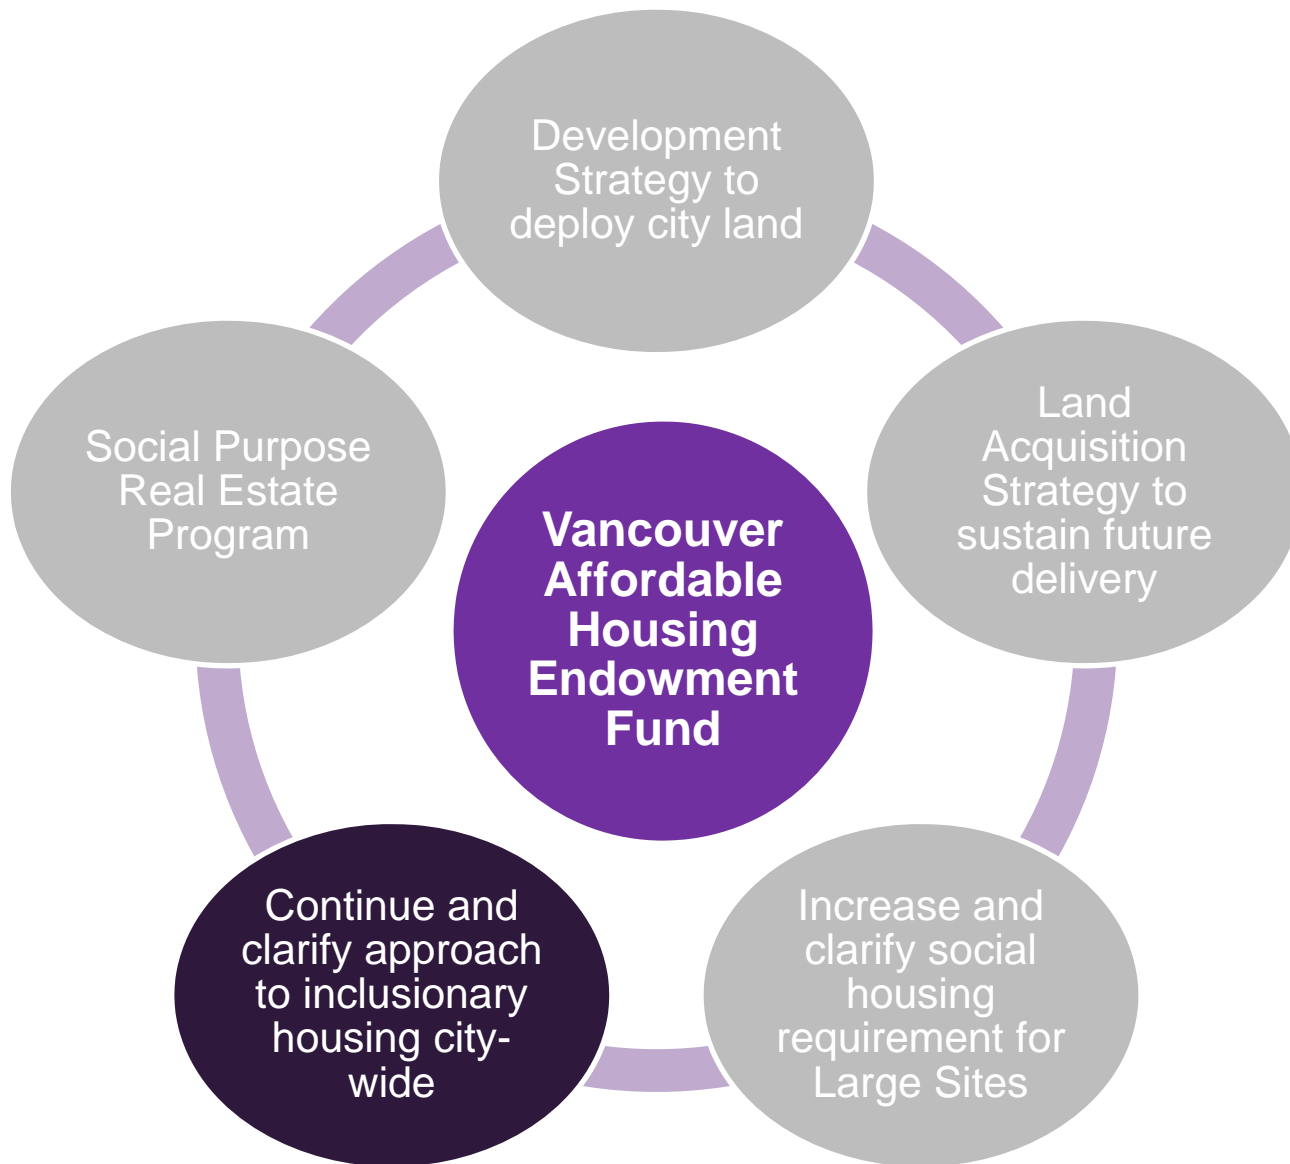 Development
Strategy to
deploy city land
Social Purpose
Real Estate
Program
Land
Acquisition
Strategy to
sustain future
delivery
Vancouver
Affordable
Housing
Endowment
Fund
Continue and
clarify approach
to inclusionary
housing city-
wide
Increase and
clarify social
housing
requirement for
Large Sites